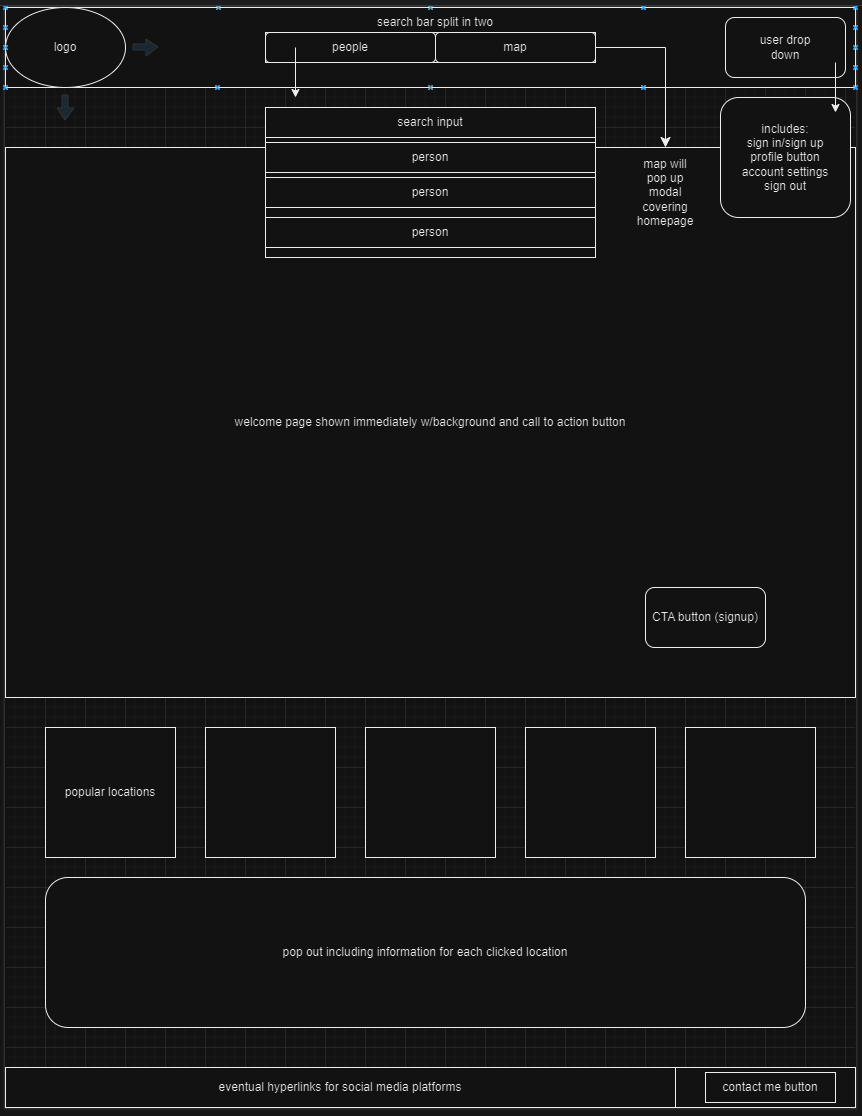 search bar split in two
logo
people
map
user drop
down
search input
person
person
person
map will
pop up
modal
covering
homepage
includes:
sign in/sign up
profile button
account settings
sign out
welcome page shown immediately w/background and call to action button
CTA button (signup)
popular locations
pop out including information for each clicked location
eventual hyperlinks for social media platforms
contact me button